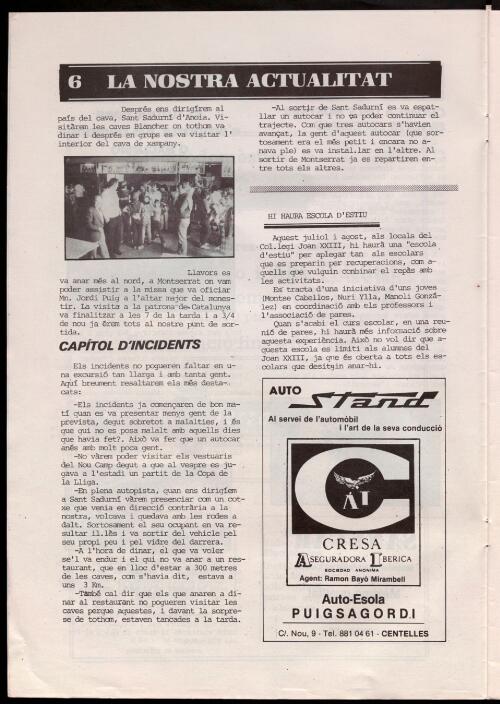 6 LA NOSTRA ACTUALITAT
Després ens dirigírem al
país del cava, Sant Sadurní d'Anoia. Vi-
sitàrem les caves Blancher on tothom va
dinar i després en grups es va visitar l'
interior del cava de xampany.
Llavors es
va anar més al nord, a Montserrat on vam
poder assistir a la missa que va oficiar
Mn. Jordi Puig a l'altar major del mones-
tir. La visita a la patrona de Catalunya
va finalitzar a les 7 de la tarda i a 3/4
de nou ja érem tots al nostre punt de sor-
tida.
CAPÍTOL D'INCIDENTS
Els incidents no pogueren faltar en u-
na excursió tan llarga i amb tanta gent.
Aquí breument resaltarem els més desta-
cats:
-Els incidents ja començaren de bon ma-
tí quan es va presentar menys gent de la
prevista, degut sobretot a malalties, i és
que qui no es posa malalt amb aquells dies
que havia fet?. Això va fer que un autocar
anés amb molt poca gent.
-No vàrem poder visitar els vestuaris
del Nou Camp degut a que al vespre es ju-
gava a l'estadi un partit de la Copa de
la Lliga.
-En plena autopista, quan ens dirigíem
a Sant Sadurní vàrem presenciar com un cot-
xe que venia en direcció contrària a la
nostra, volcava i quedava amb les rodes a
dalt. Sortosament el seu ocupant en va re-
sultar il.lès i va sortir del vehicle pel
seu propi peu i pel vidre del darrera.
-A l'hora de dinar, el que va voler
se'l va endur i el qui no va anar a un res-
taurant, que en lloc d'estar a 300 metres
de les caves, com s'havia dit, estava a
uns 3 Km.
-També cal dir que els que anaren a di-
nar al restaurant no pogueren visitar les
caves perque aquestes, i davant la sorpre-
se de tothom, estaven tancades a la tarda.
-Al sortir de Sant Sadurní es va espat-
llar un autocar i no va poder continuar el
trajecte. Com que tres autocars s'havien
avançat, la gent d'aquest autocar (que sor-
tosament era el més petit i encara no a-
nava ple) es va instal.lar en l'altre. Al
sortir de Montserrat ja es repartiren en-
tre tots els altres.
HI HAURA ESCOLA D'ESTIU
Aquest juliol i agost, als locals del
Col.legi Joan XXIII, hi haurà una "escola
d'estiu" per aplegar tan als escolars
que es preparin per recuperacions, com a-
quells que vulguin combinar el repàs amb
les activitats.
Es tracta d'una iniciativa d'uns joves
(Montse Cabellos, Nuri Ylla, Manoli Gonzá-
lez) en coordinació amb els professors i
l'associació de pares.
Quan s'acabi el curs escolar, en una reu-
nió de pares, hi haurà més informació sobre
aquesta experiència. Això no vol dir que a-
questa escola es limiti als alumnes del
Joan XXIII, ja que és oberta a tots els es-
colars que desitgin anar-hi.
AUTO Stand
Al servei de l'automòbil
i l'art de la seva conducció
AI
CRESA
ASEGURADORA IBERICA
SOCIEDAD ANONIMA
Agent: Ramon Bayò Mirambell
Auto-Escola
PUIGSAGORDI
C/. Nou, 9 - Tel. 881 04 61 - CENTELLES